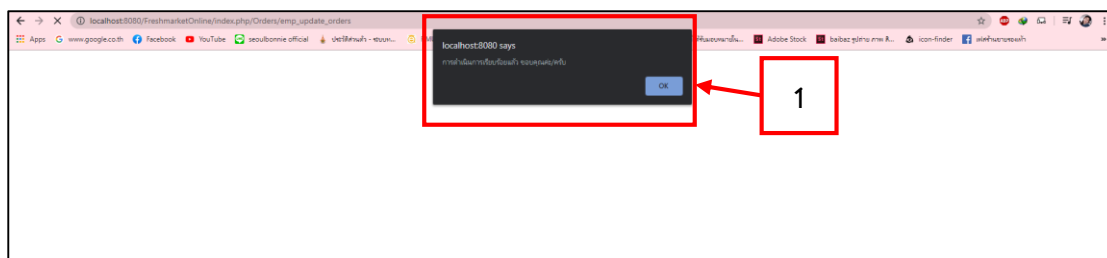 localhost:8080/FreshmarketOnline/index.php/Orders/emp_update_orders
Apps www.google.co.th Facebook YouTube seoulbonnie official Adobe Stock icon-finder
localhost:8080 says
การดำเนินการเรียบร้อยแล้ว ขอบคุณค่ะ/ครับ
OK
1